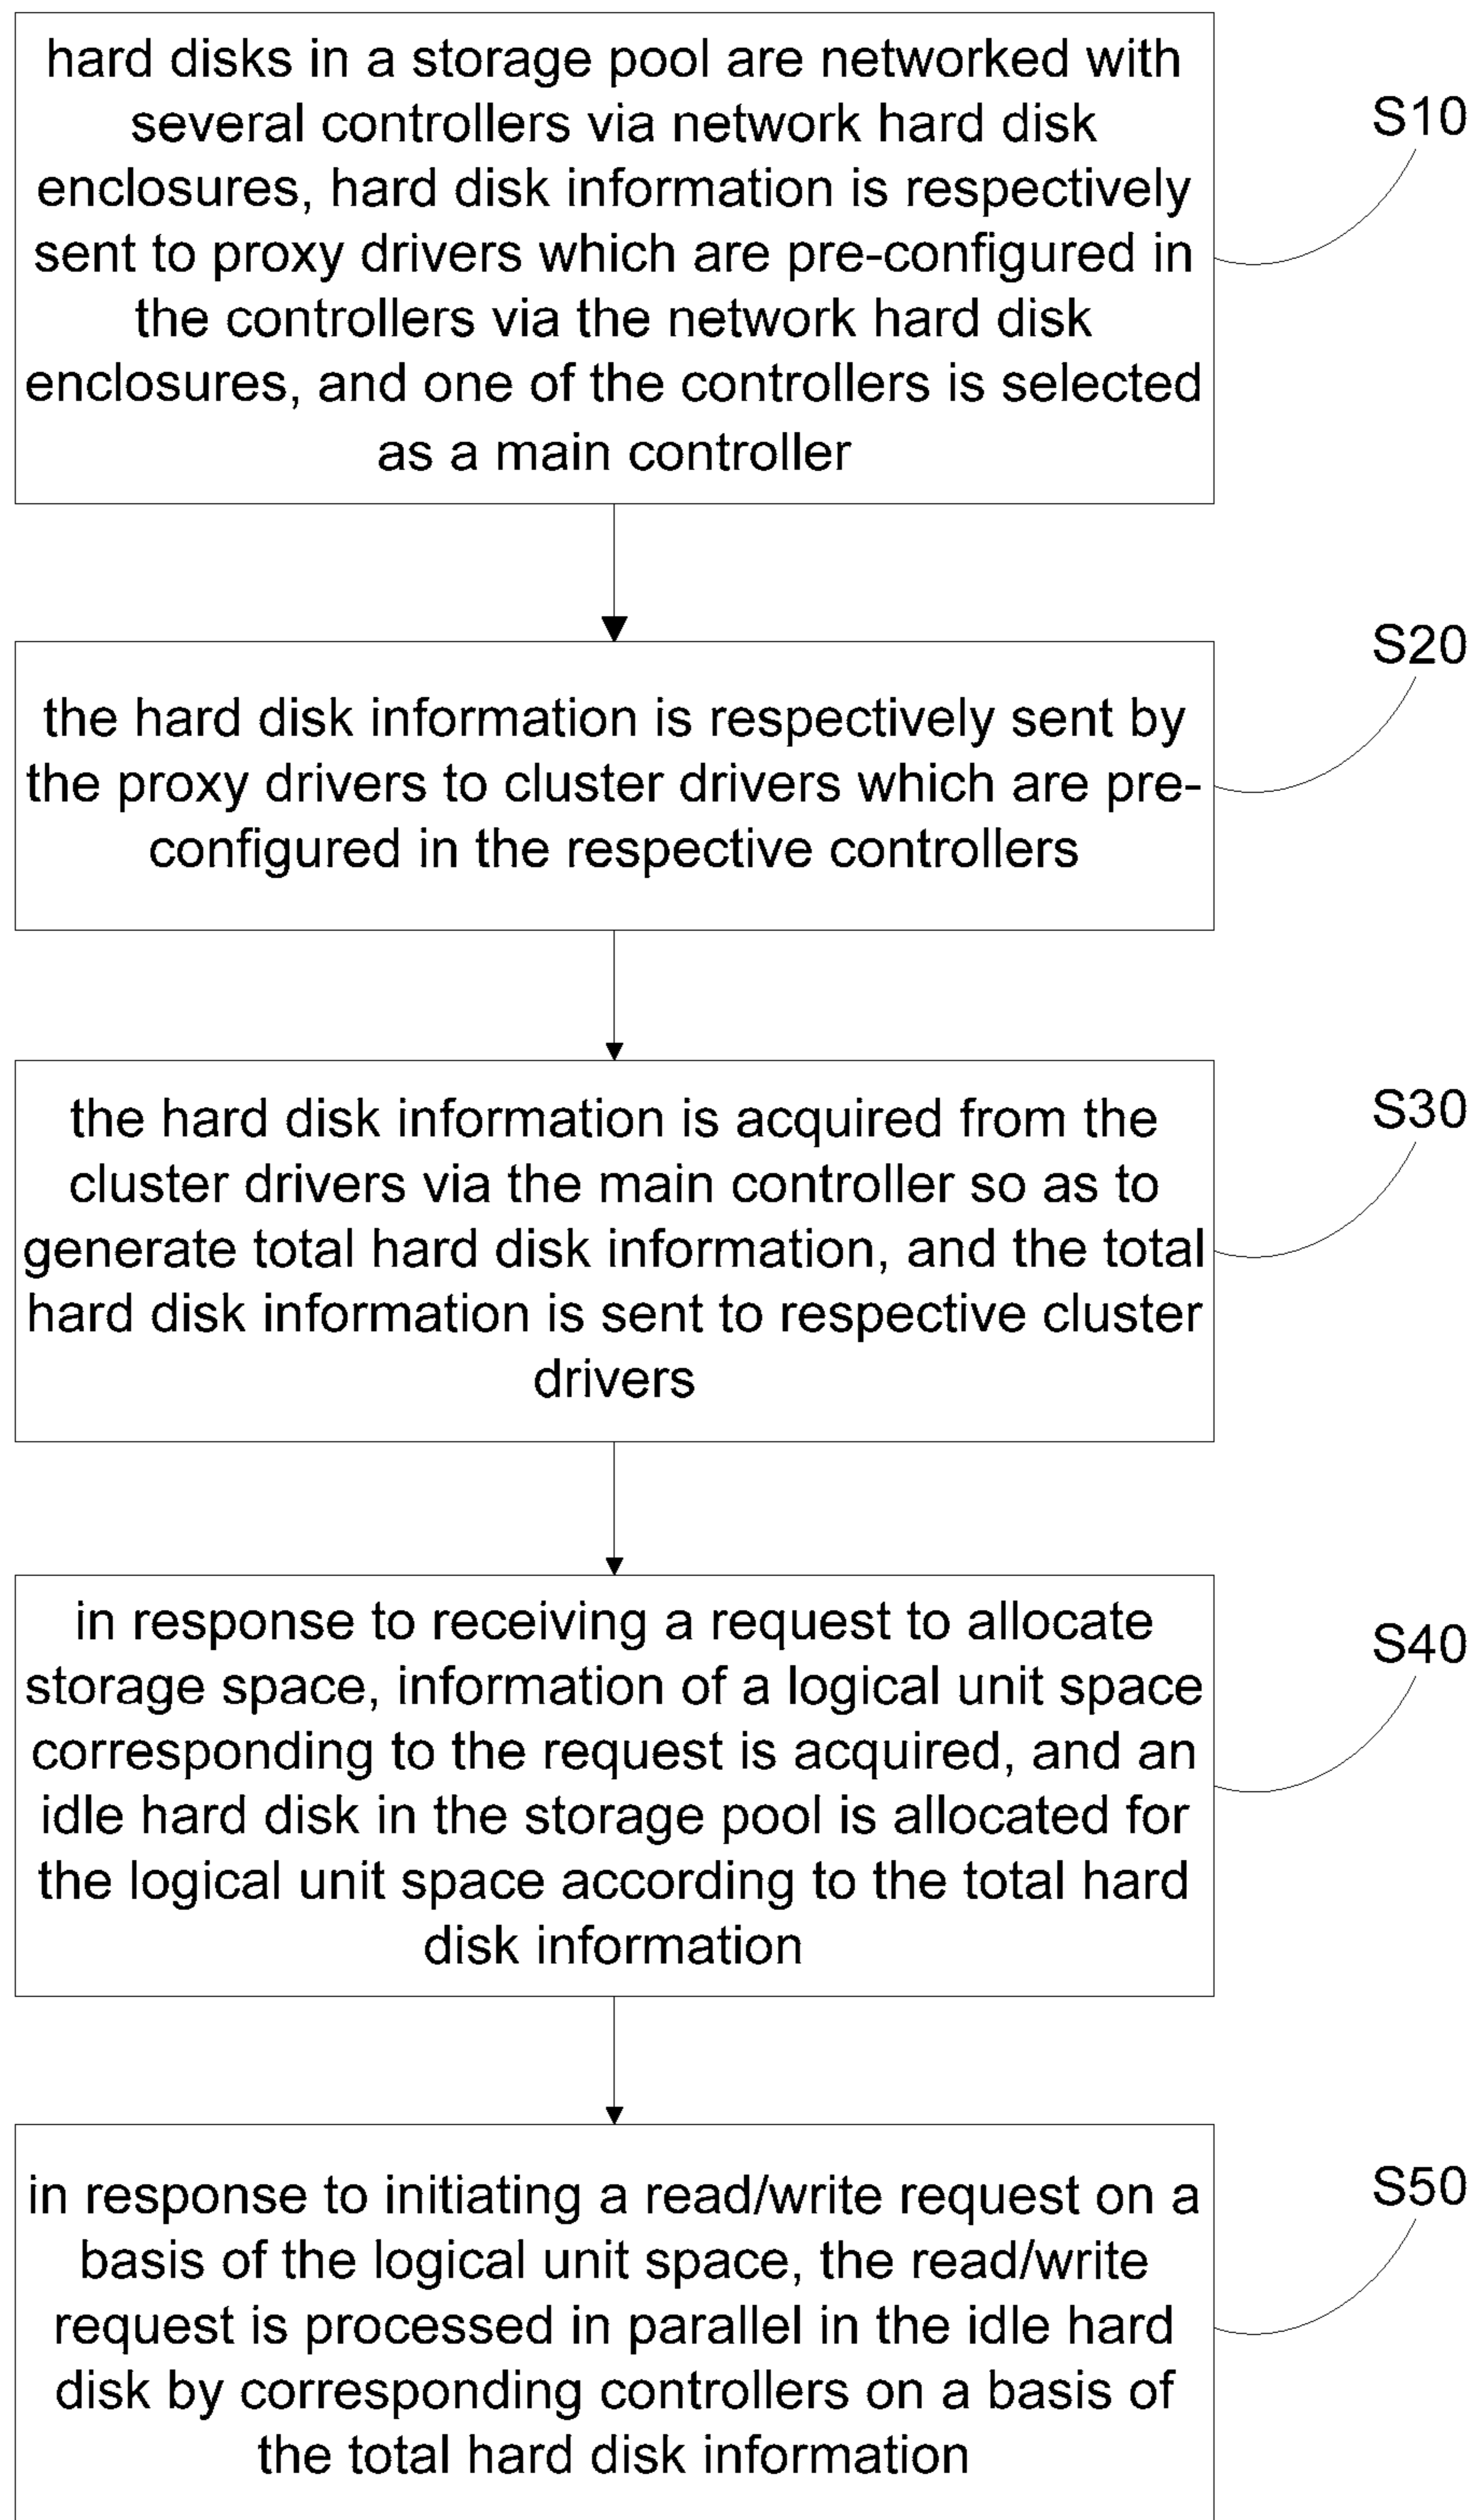 hard disks in a storage pool are networked with
several controllers via network hard disk
enclosures, hard disk information is respectively
sent to proxy drivers which are pre-configured in
the controllers via the network hard disk
enclosures, and one of the controllers is selected
as a main controller
S10
the hard disk information is respectively sent by
the proxy drivers to cluster drivers which are pre-
configured in the respective controllers
S20
the hard disk information is acquired from the
cluster drivers via the main controller so as to
generate total hard disk information, and the total
hard disk information is sent to respective cluster
drivers
S30
in response to receiving a request to allocate
storage space, information of a logical unit space
corresponding to the request is acquired, and an
idle hard disk in the storage pool is allocated for
the logical unit space according to the total hard
disk information
S40
in response to initiating a read/write request on a
basis of the logical unit space, the read/write
request is processed in parallel in the idle hard
disk by corresponding controllers on a basis of
the total hard disk information
S50